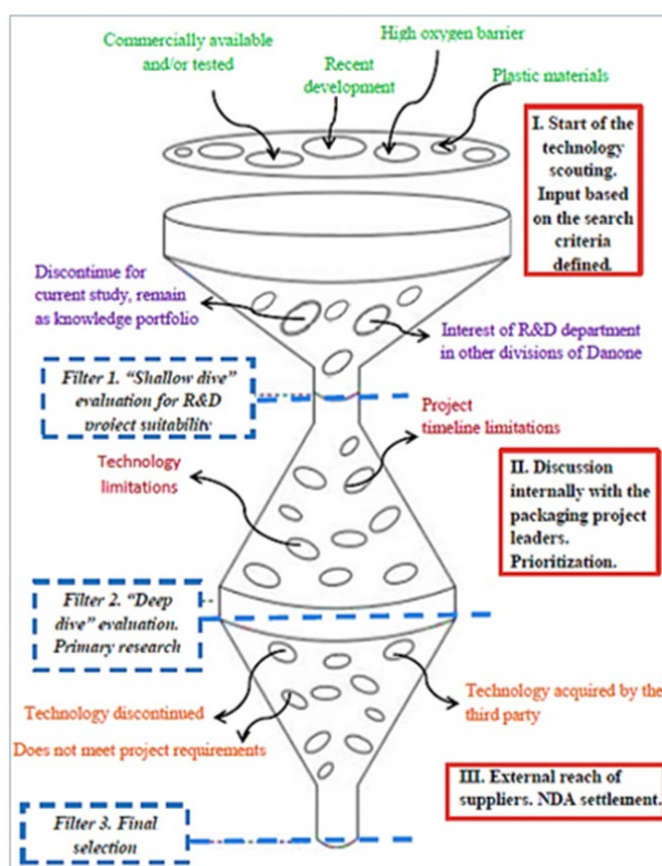 Commercially available
and/or tested
High oxygen barrier
Recent
development
Plastic materials
I. Start of the
technology
scouting.
Input based
on the search
criteria
defined.
Discontinue for
current study, remain
as knowledge portfolio
Interest of R&D department
in other divisions of Danone
Filter 1. “Shallow dive”
evaluation for R&D
project suitability
Project
timeline limitations
Technology
limitations
II. Discussion
internally with the
packaging project
leaders.
Prioritization.
Filter 2. “Deep
dive” evaluation.
Primary research
Technology discontinued
Technology acquired by the
third party
Does not meet project requirements
III. External reach of
suppliers. NDA settlement.
Filter 3. Final
selection